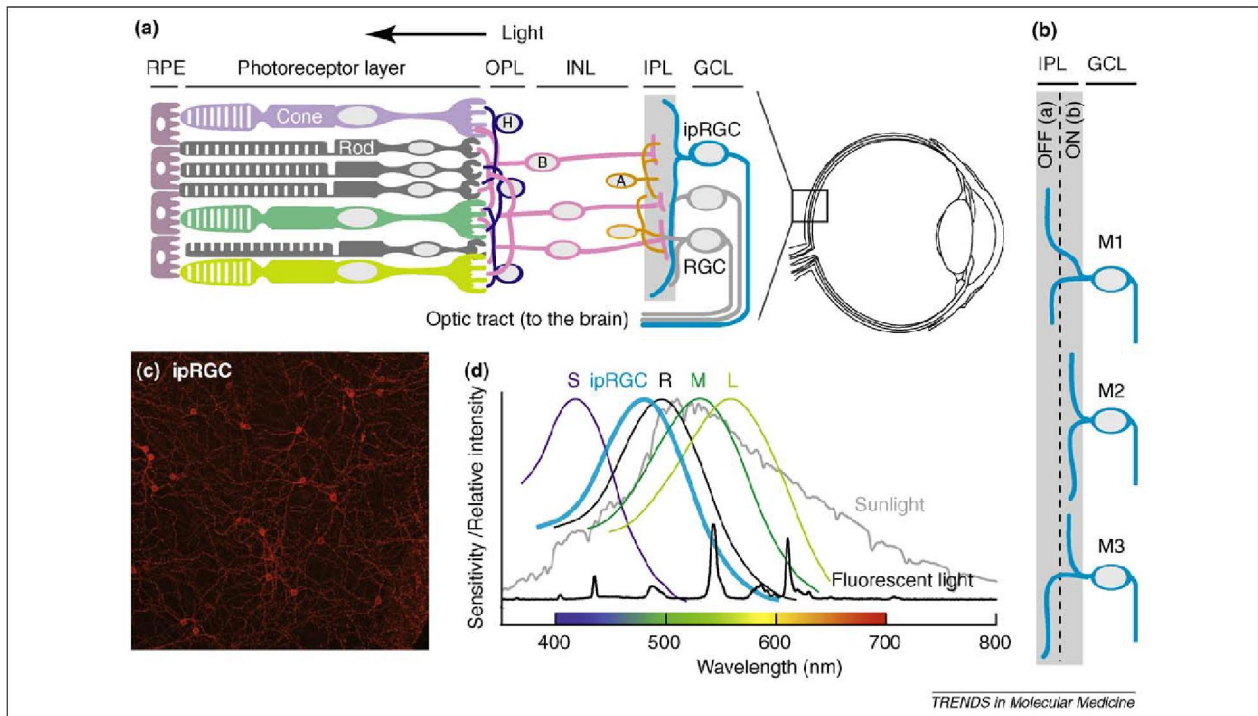 (a)
Light
RPE Photoreceptor layer OPL INL IPL GCL
Cone
H
ipRGC
Rod
B
A
RGC
Optic tract (to the brain)
(b)
IPL GCL
OFF (a)
ON (b)
M1
M2
M3
(c) ipRGC
(d)
S ipRGC R M L
Sensitivity/Relative intensity
Sunlight
Fluorescent light
400 500 600 700 800
Wavelength (nm)
TRENDS in Molecular Medicine